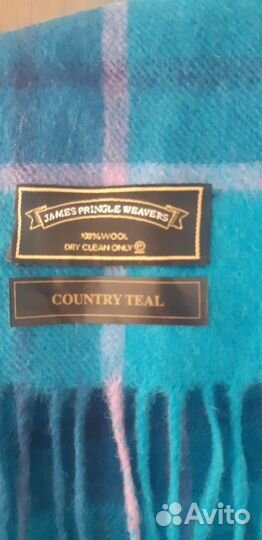 JAMES PRINGLE WEAVERS
100% WOOL
DRY CLEAN ONLY Ⓟ
COUNTRY TEAL
Avito